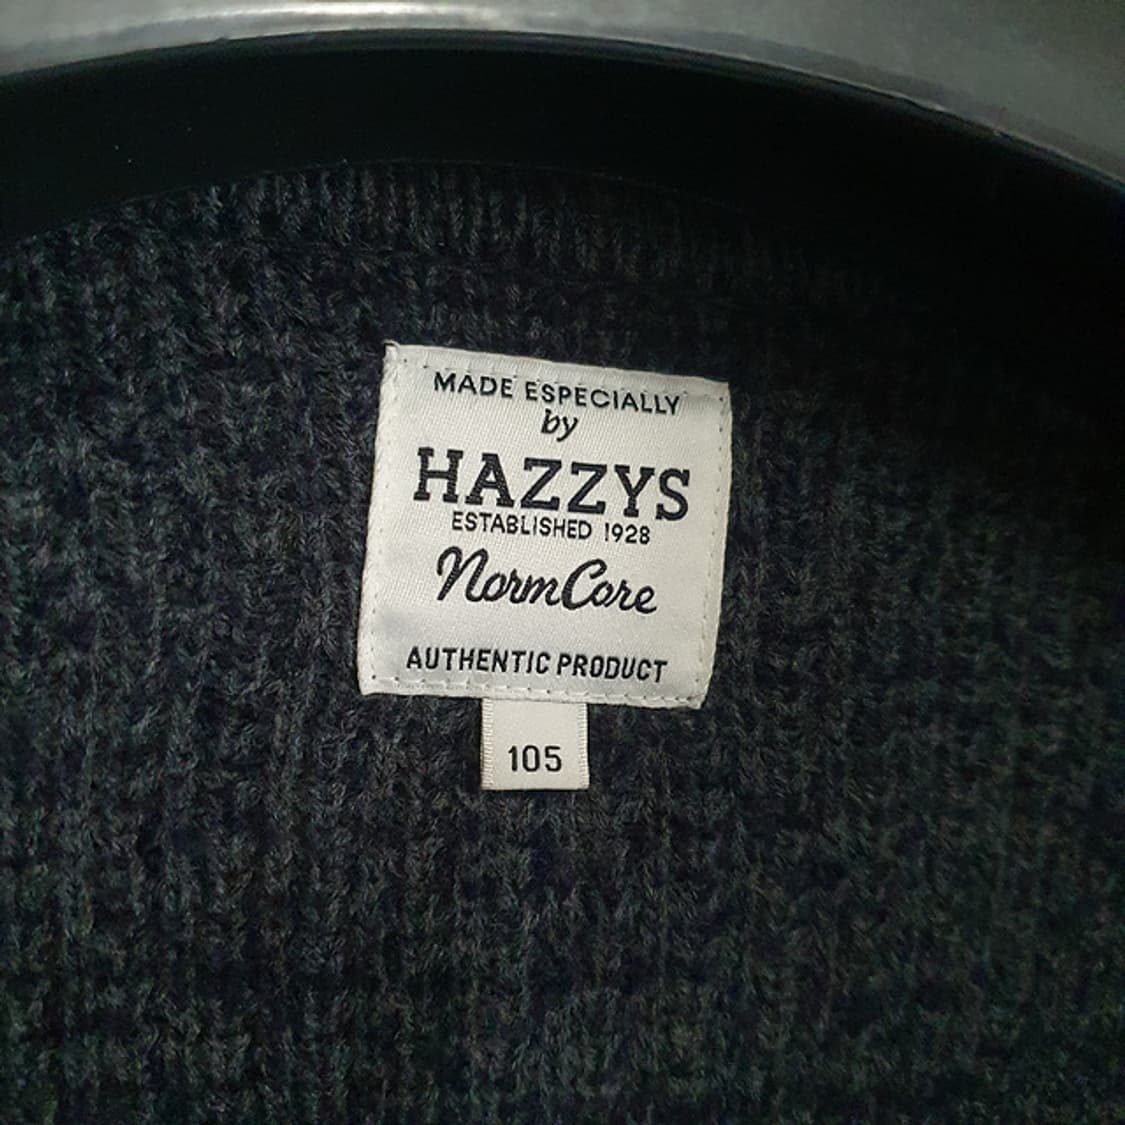 MADE ESPECIALLY
by
HAZZYS
ESTABLISHED 1928
NormCore
AUTHENTIC PRODUCT
105